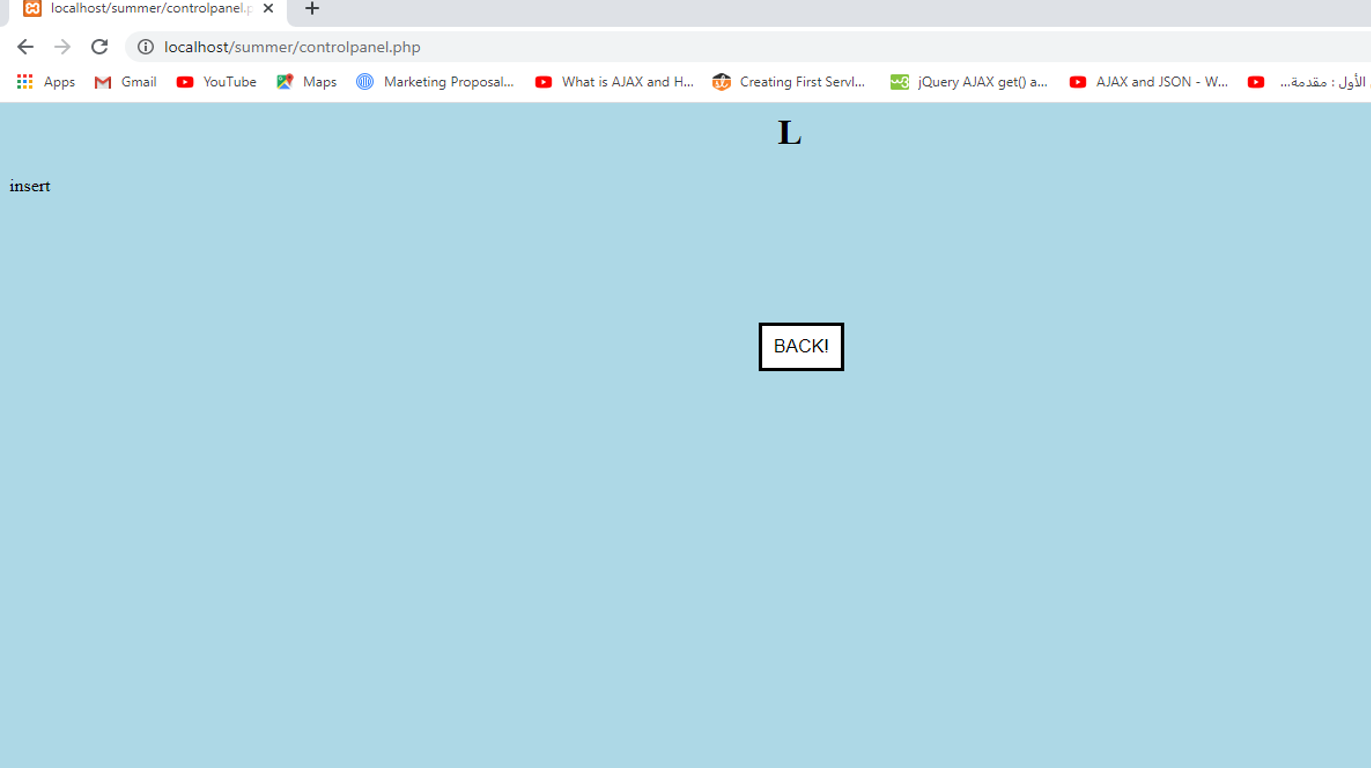 localhost/summer/controlpanel.p
localhost/summer/controlpanel.php
Apps Gmail YouTube Maps Marketing Proposal... What is AJAX and H... Creating First Servl... jQuery AJAX get() a... AJAX and JSON - W... الأول : مقدمة...
L
insert
BACK!